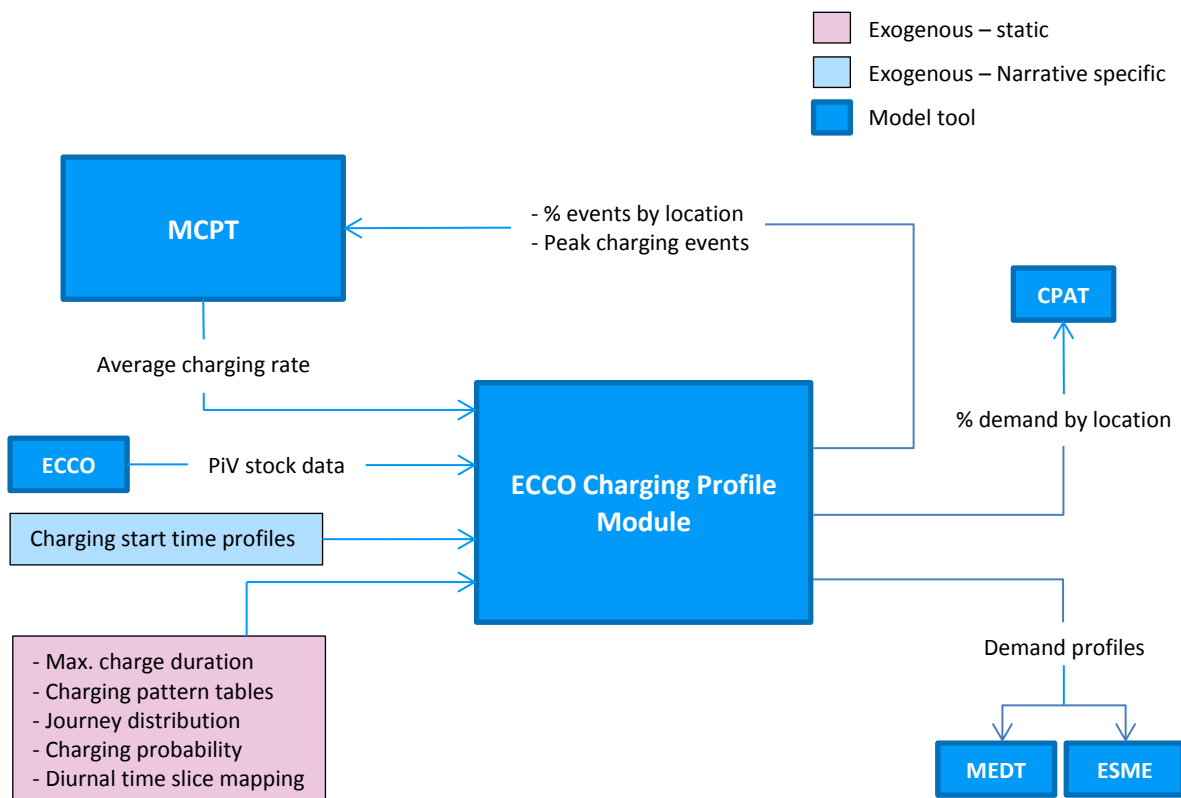 Exogenous – static
Exogenous – Narrative specific
Model tool
MCPT
- % events by location
- Peak charging events
CPAT
Average charging rate
% demand by location
ECCO
PiV stock data
ECCO Charging Profile
Module
Charging start time profiles
- Max. charge duration
- Charging pattern tables
- Journey distribution
- Charging probability
- Diurnal time slice mapping
Demand profiles
MEDT
ESME